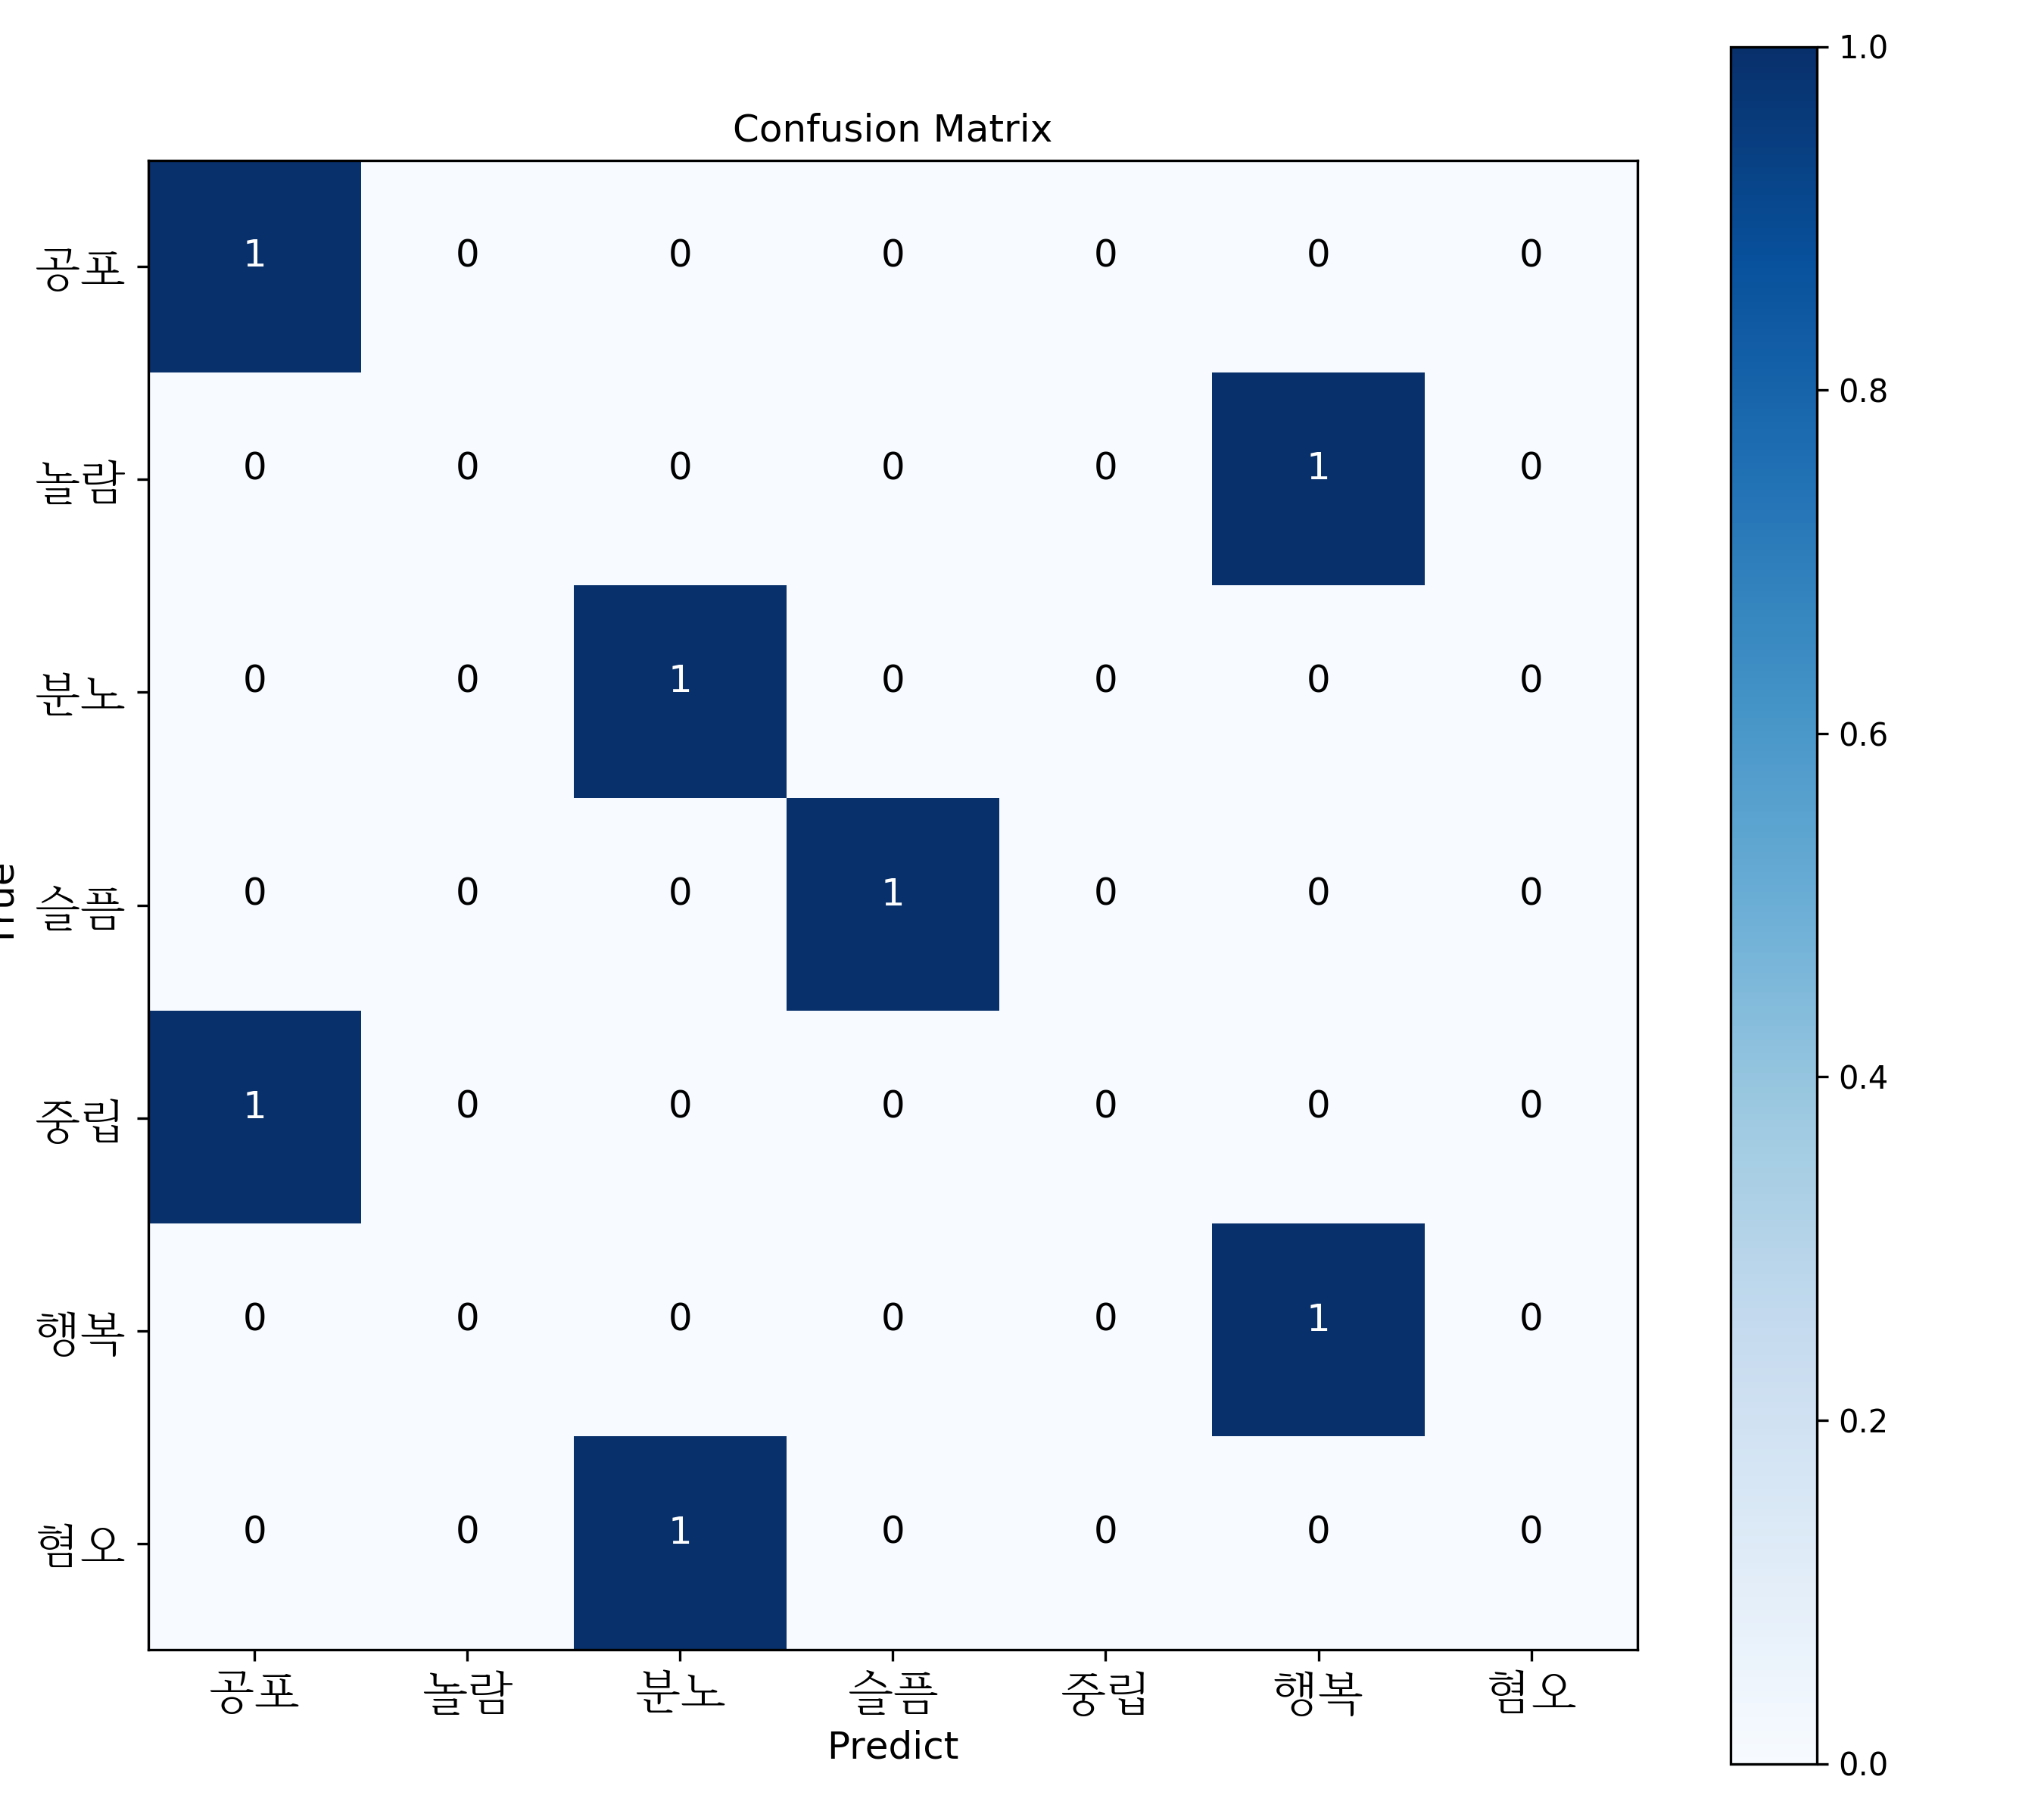 Confusion Matrix
공포 1 0 0 0 0 0 0
놀람 0 0 0 0 0 1 0
분노 0 0 1 0 0 0 0
슬픔 0 0 0 1 0 0 0
중립 1 0 0 0 0 0 0
행복 0 0 0 0 0 1 0
혐오 0 0 1 0 0 0 0
공포 놀람 분노 슬픔 중립 행복 혐오
Predict
True
1.0
0.8
0.6
0.4
0.2
0.0